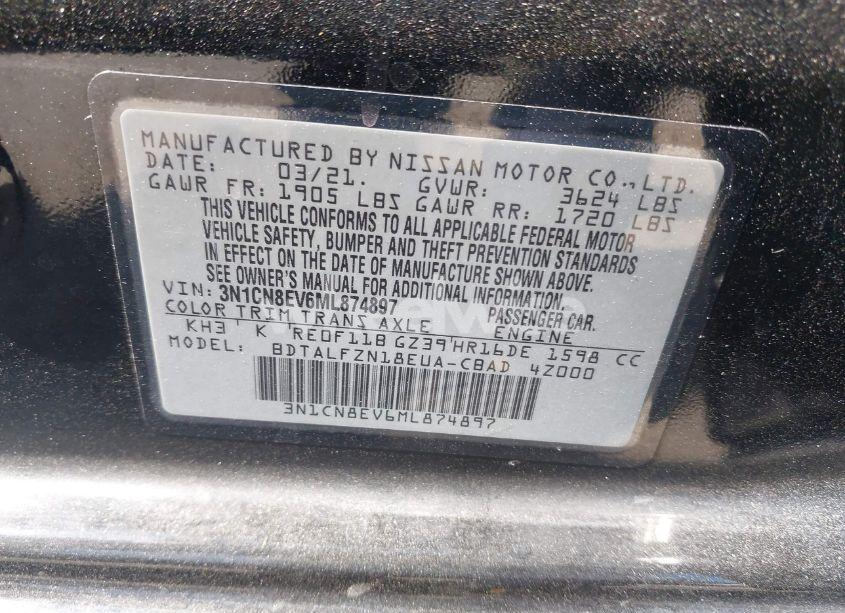 MANUFACTURED BY NISSAN MOTOR CO.,LTD.
DATE: 03/21. GVWR: 3624 LBS
GAWR FR: 1905 LBS GAWR RR: 1720 LBS
THIS VEHICLE CONFORMS TO ALL APPLICABLE FEDERAL MOTOR
VEHICLE SAFETY, BUMPER AND THEFT PREVENTION STANDARDS
IN EFFECT ON THE DATE OF MANUFACTURE SHOWN ABOVE.
SEE OWNER'S MANUAL FOR ADDITIONAL INFORMATION.
VIN: 3N1CN8EV6ML874897 PASSENGER CAR.
COLOR TRIM TRANS AXLE ENGINE
KH3 K RE0F11B GZ39 HR16DE 1598 CC
MODEL: BDTALFZN18EUA-CBAD 4Z000
3N1CN8EV6ML874897